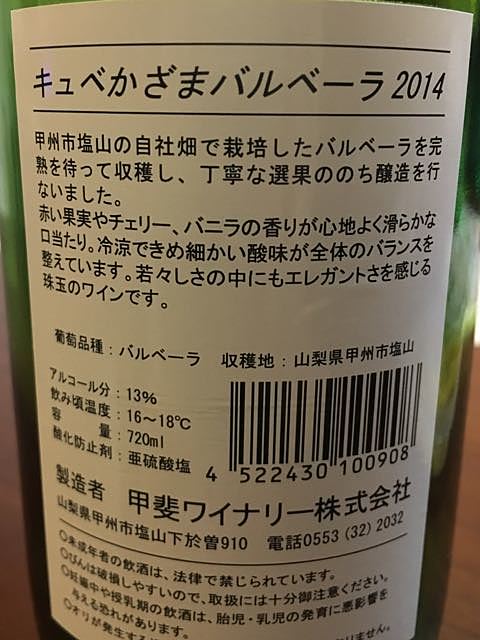 キュベかざまバルベーラ 2014
甲州市塩山の自社畑で栽培したバルベーラを完
熟を待って収穫し、丁寧な選果ののち醸造を行
ないました。
赤い果実やチェリー、バニラの香りが心地よく滑らかな
口当たり。冷涼できめ細かい酸味が全体のバランスを
整えています。若々しさの中にもエレガントさを感じる
珠玉のワインです。
葡萄品種：バルベーラ 収穫地：山梨県甲州市塩山
アルコール分：13%
飲み頃温度：16～18℃
容 量：720ml
酸化防止剤：亜硫酸塩
4 522430 100908
製造者 甲斐ワイナリー株式会社
山梨県甲州市塩山下於曽910 電話0553 (32) 2032
○未成年者の飲酒は、法律で禁じられています。
○びんは破損しやすいので、取扱には十分御注意ください。
○妊娠中や授乳期の飲酒は、胎児・乳児の発育に悪影響を
与える恐れがあります。
○オリが発生する
ありません。